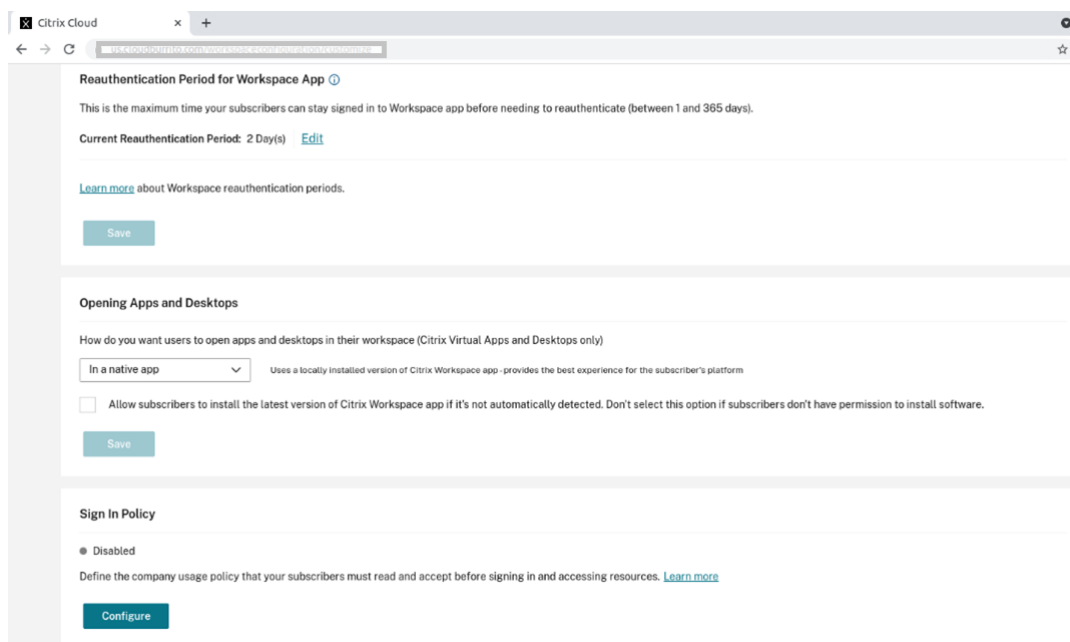 Citrix Cloud
Reauthentication Period for Workspace App
This is the maximum time your subscribers can stay signed in to Workspace app before needing to reauthenticate (between 1 and 365 days).
Current Reauthentication Period: 2 Day(s) Edit
Learn more about Workspace reauthentication periods.
Save
Opening Apps and Desktops
How do you want users to open apps and desktops in their workspace (Citrix Virtual Apps and Desktops only)
In a native app Uses a locally installed version of Citrix Workspace app - provides the best experience for the subscriber's platform
Allow subscribers to install the latest version of Citrix Workspace app if it's not automatically detected. Don't select this option if subscribers don't have permission to install software.
Save
Sign In Policy
Disabled
Define the company usage policy that your subscribers must read and accept before signing in and accessing resources. Learn more
Configure